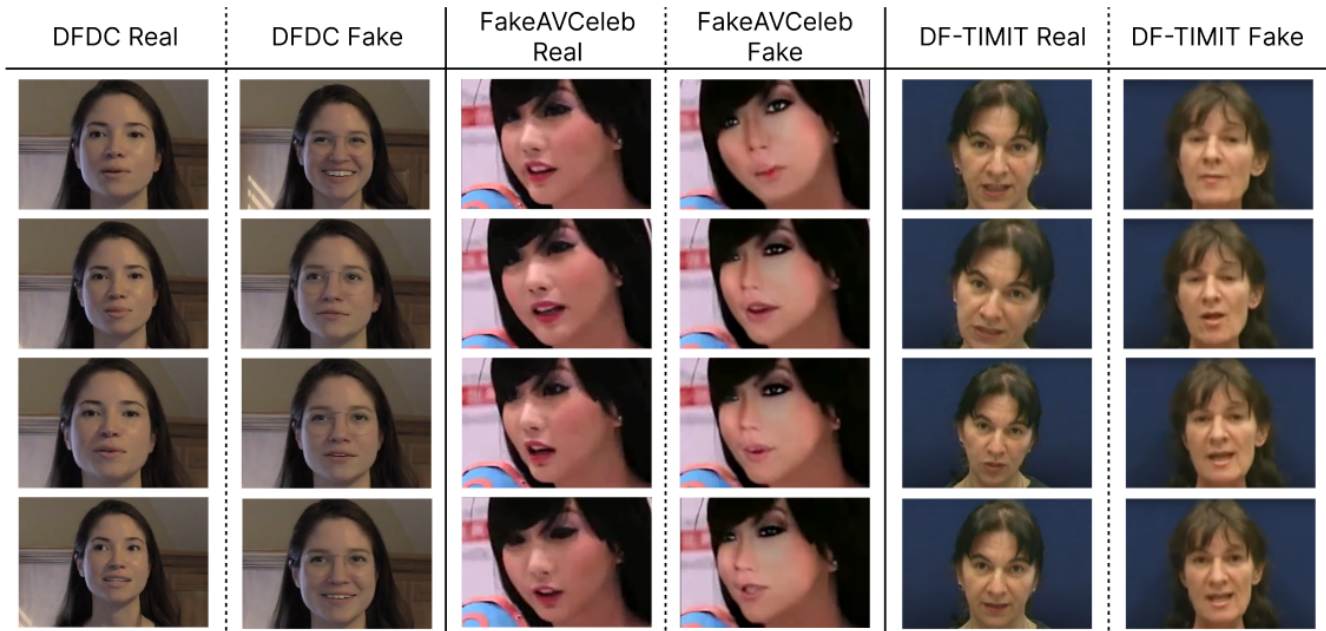 DFDC Real
DFDC Fake
FakeAVCeleb
Real
FakeAVCeleb
Fake
DF-TIMIT Real
DF-TIMIT Fake